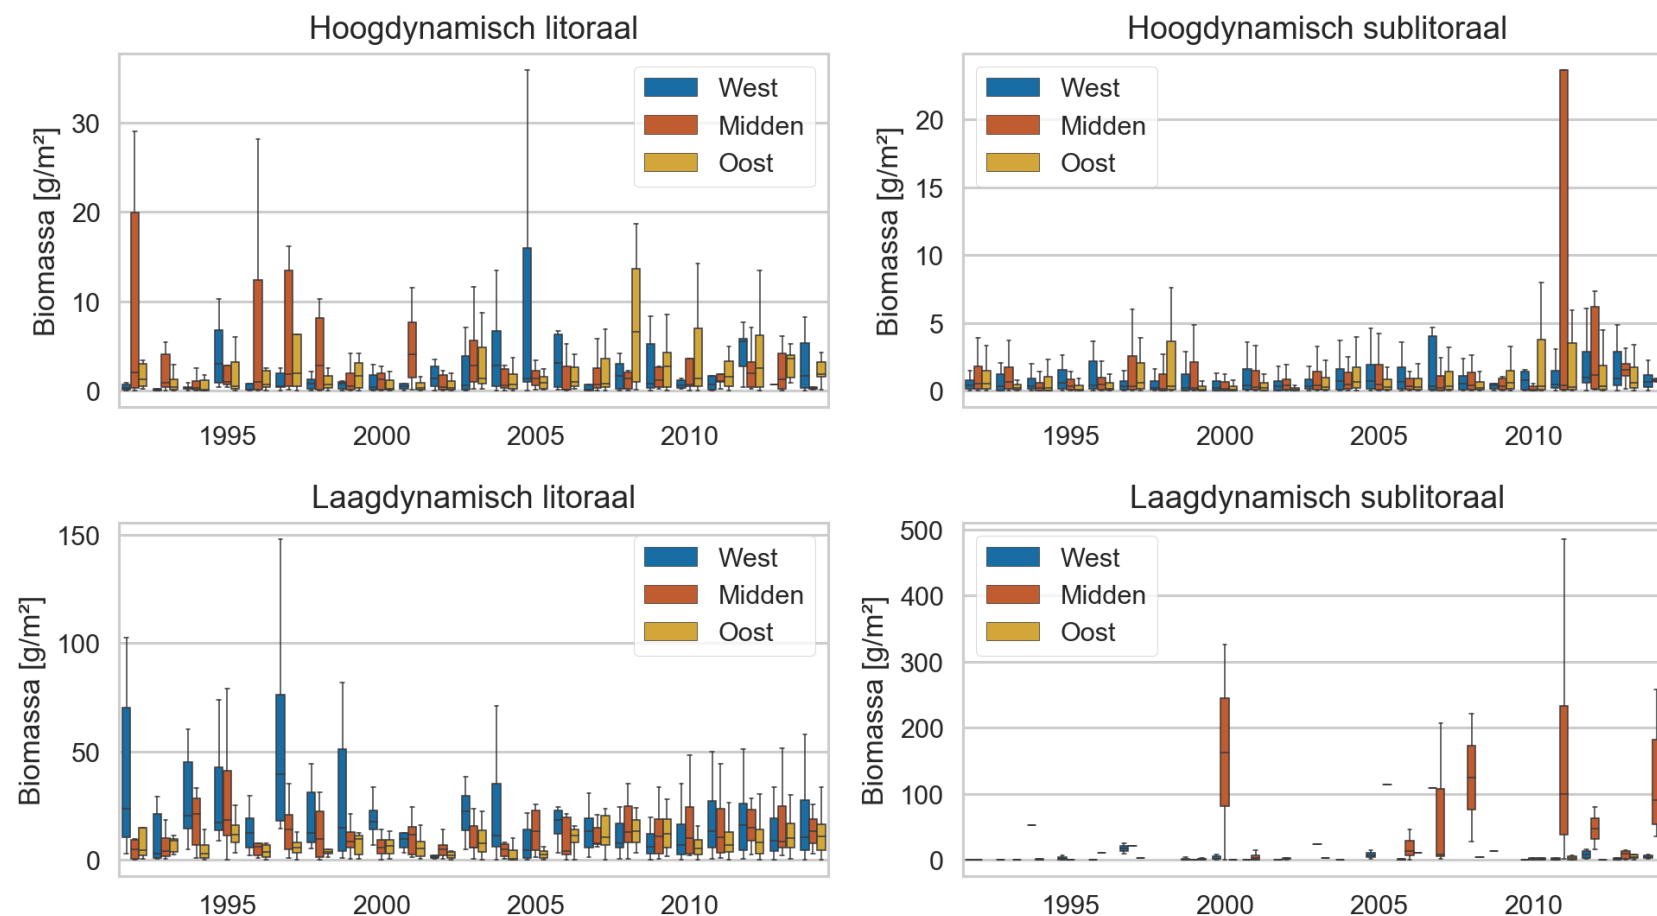 Hoogdynamisch litoraal
Biomassa [g/m²]
30
20
10
0
West
Midden
Oost
1995
2000
2005
2010
Hoogdynamisch sublitoraal
Biomassa [g/m²]
20
15
10
5
0
West
Midden
Oost
1995
2000
2005
2010
Laagdynamisch litoraal
Biomassa [g/m²]
150
100
50
0
West
Midden
Oost
1995
2000
2005
2010
Laagdynamisch sublitoraal
Biomassa [g/m²]
500
400
300
200
100
0
West
Midden
Oost
1995
2000
2005
2010